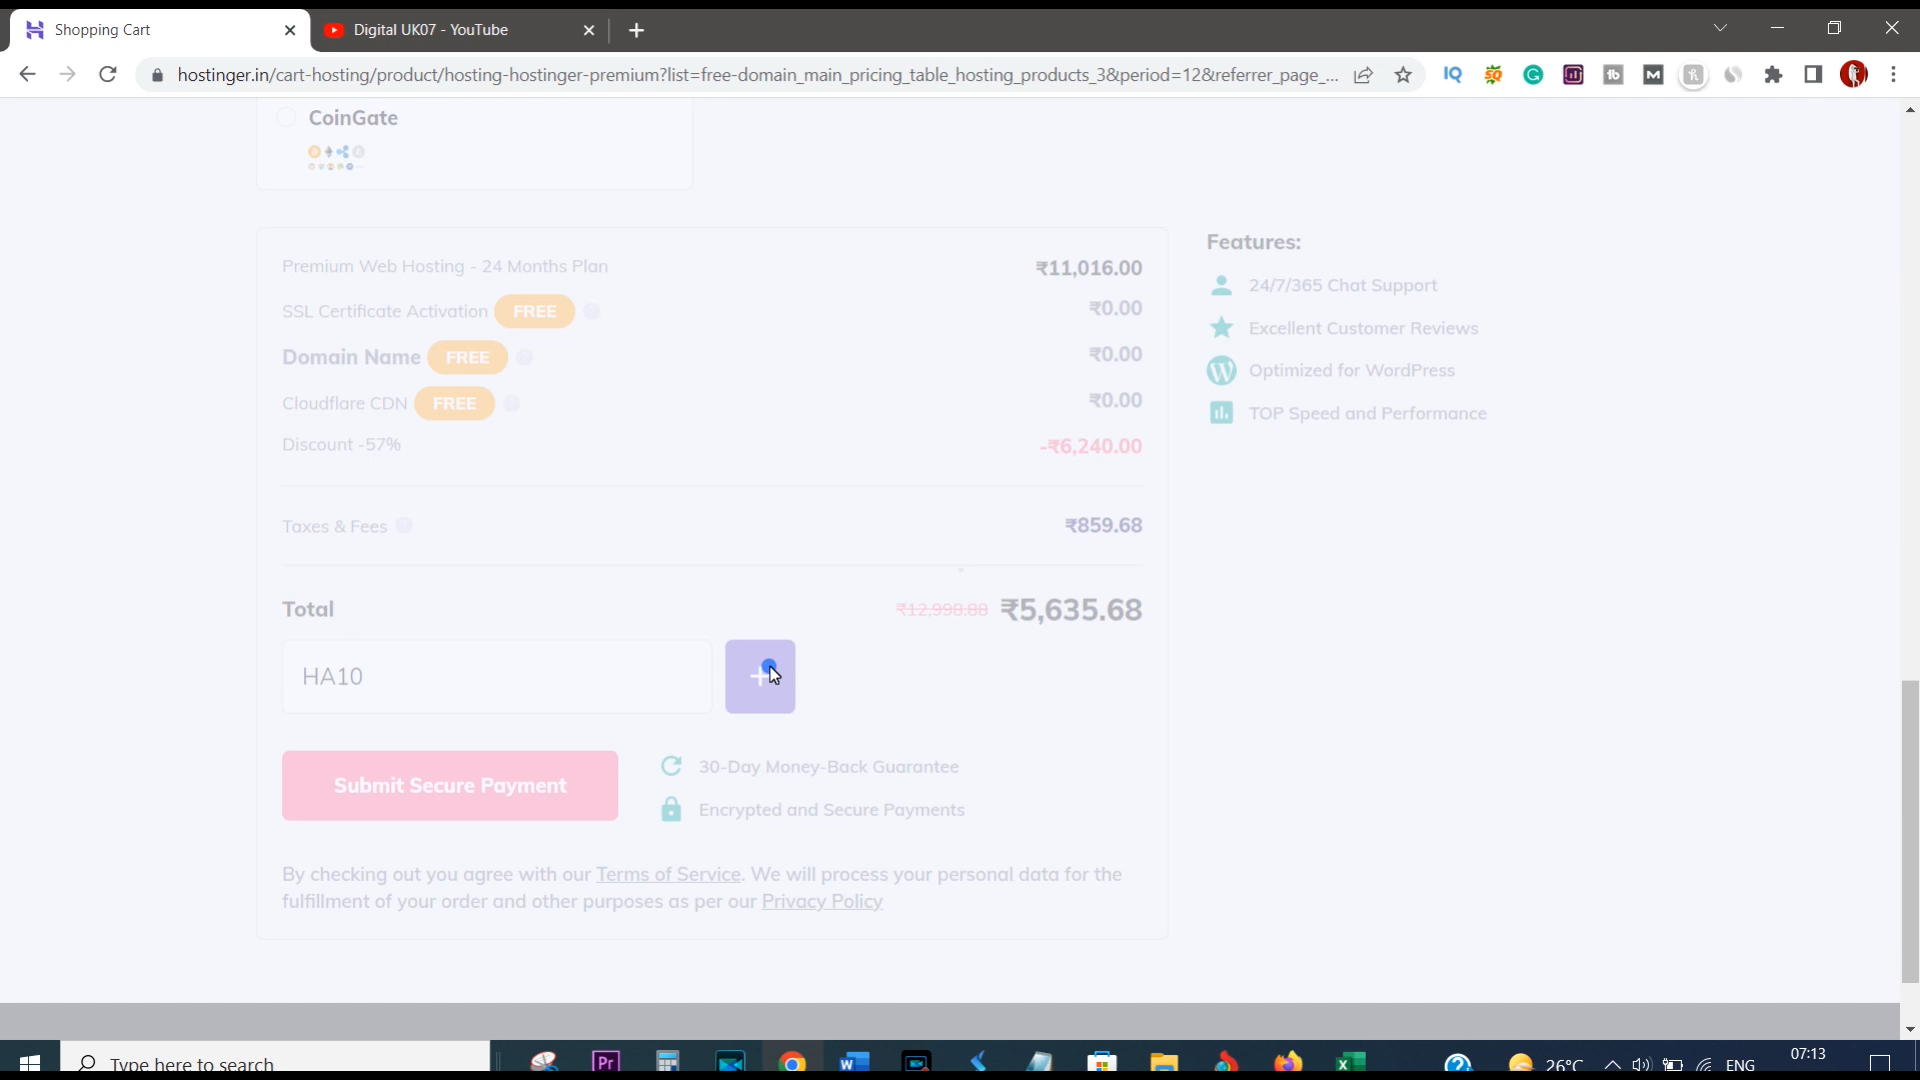 Shopping Cart
Digital UK07 - YouTube
hostinger.in/cart-hosting/product/hosting-hostinger-premium?list=free-domain_main_pricing_table_hosting_products_3&period=12&referrer_page_...
CoinGate
Premium Web Hosting - 24 Months Plan ₹11,016.00
SSL Certificate Activation FREE ₹0.00
Domain Name FREE ₹0.00
Cloudflare CDN FREE ₹0.00
Discount -57% -₹6,240.00
Taxes & Fees ₹859.68
Total ₹12,998.88 ₹5,635.68
HA10
Submit Secure Payment
30-Day Money-Back Guarantee
Encrypted and Secure Payments
By checking out you agree with our Terms of Service. We will process your personal data for the
fulfillment of your order and other purposes as per our Privacy Policy
Features:
24/7/365 Chat Support
Excellent Customer Reviews
Optimized for WordPress
TOP Speed and Performance
Type here to search
Pr
26°C
ENG
07:13